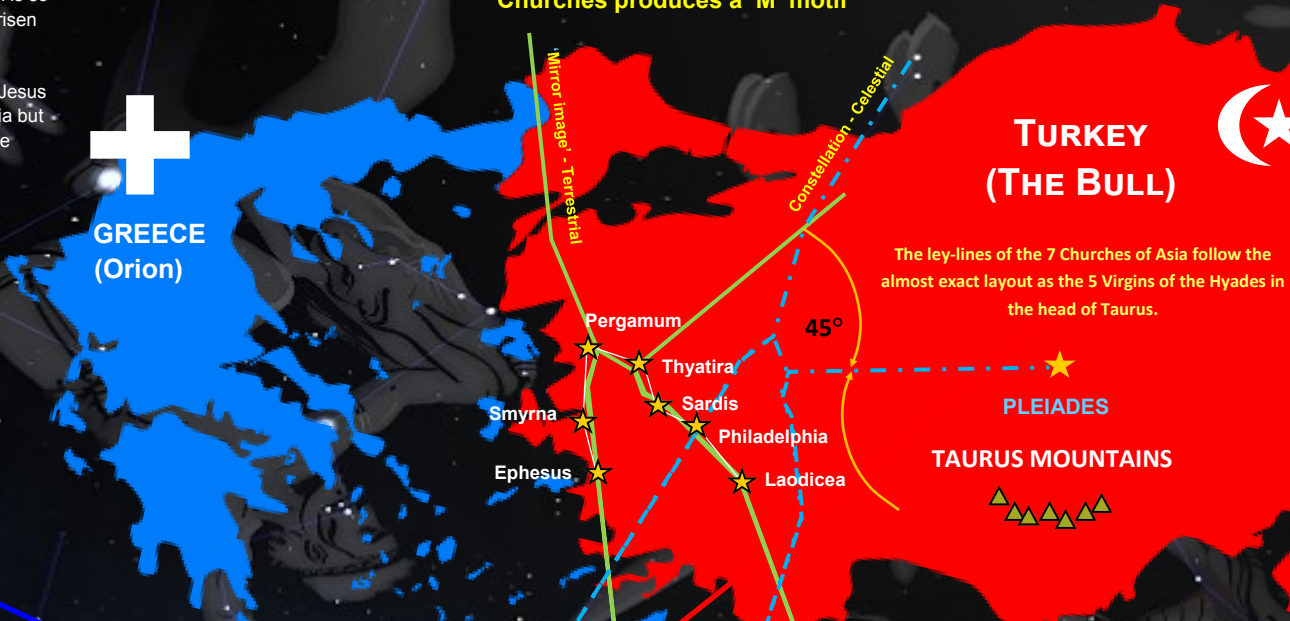 Churches produces a 'M' motif
risen
Jesus
ia but
e
'Mirror image' - Terrestrial
Constellation - Celestial
TURKEY
(THE BULL)
GREECE
(Orion)
The ley-lines of the 7 Churches of Asia follow the
almost exact layout as the 5 Virgins of the Hyades in
the head of Taurus.
45°
Pergamum
Thyatira
Sardis
Smyrna
Philadelphia
Ephesus
Laodicea
PLEIADES
TAURUS MOUNTAINS